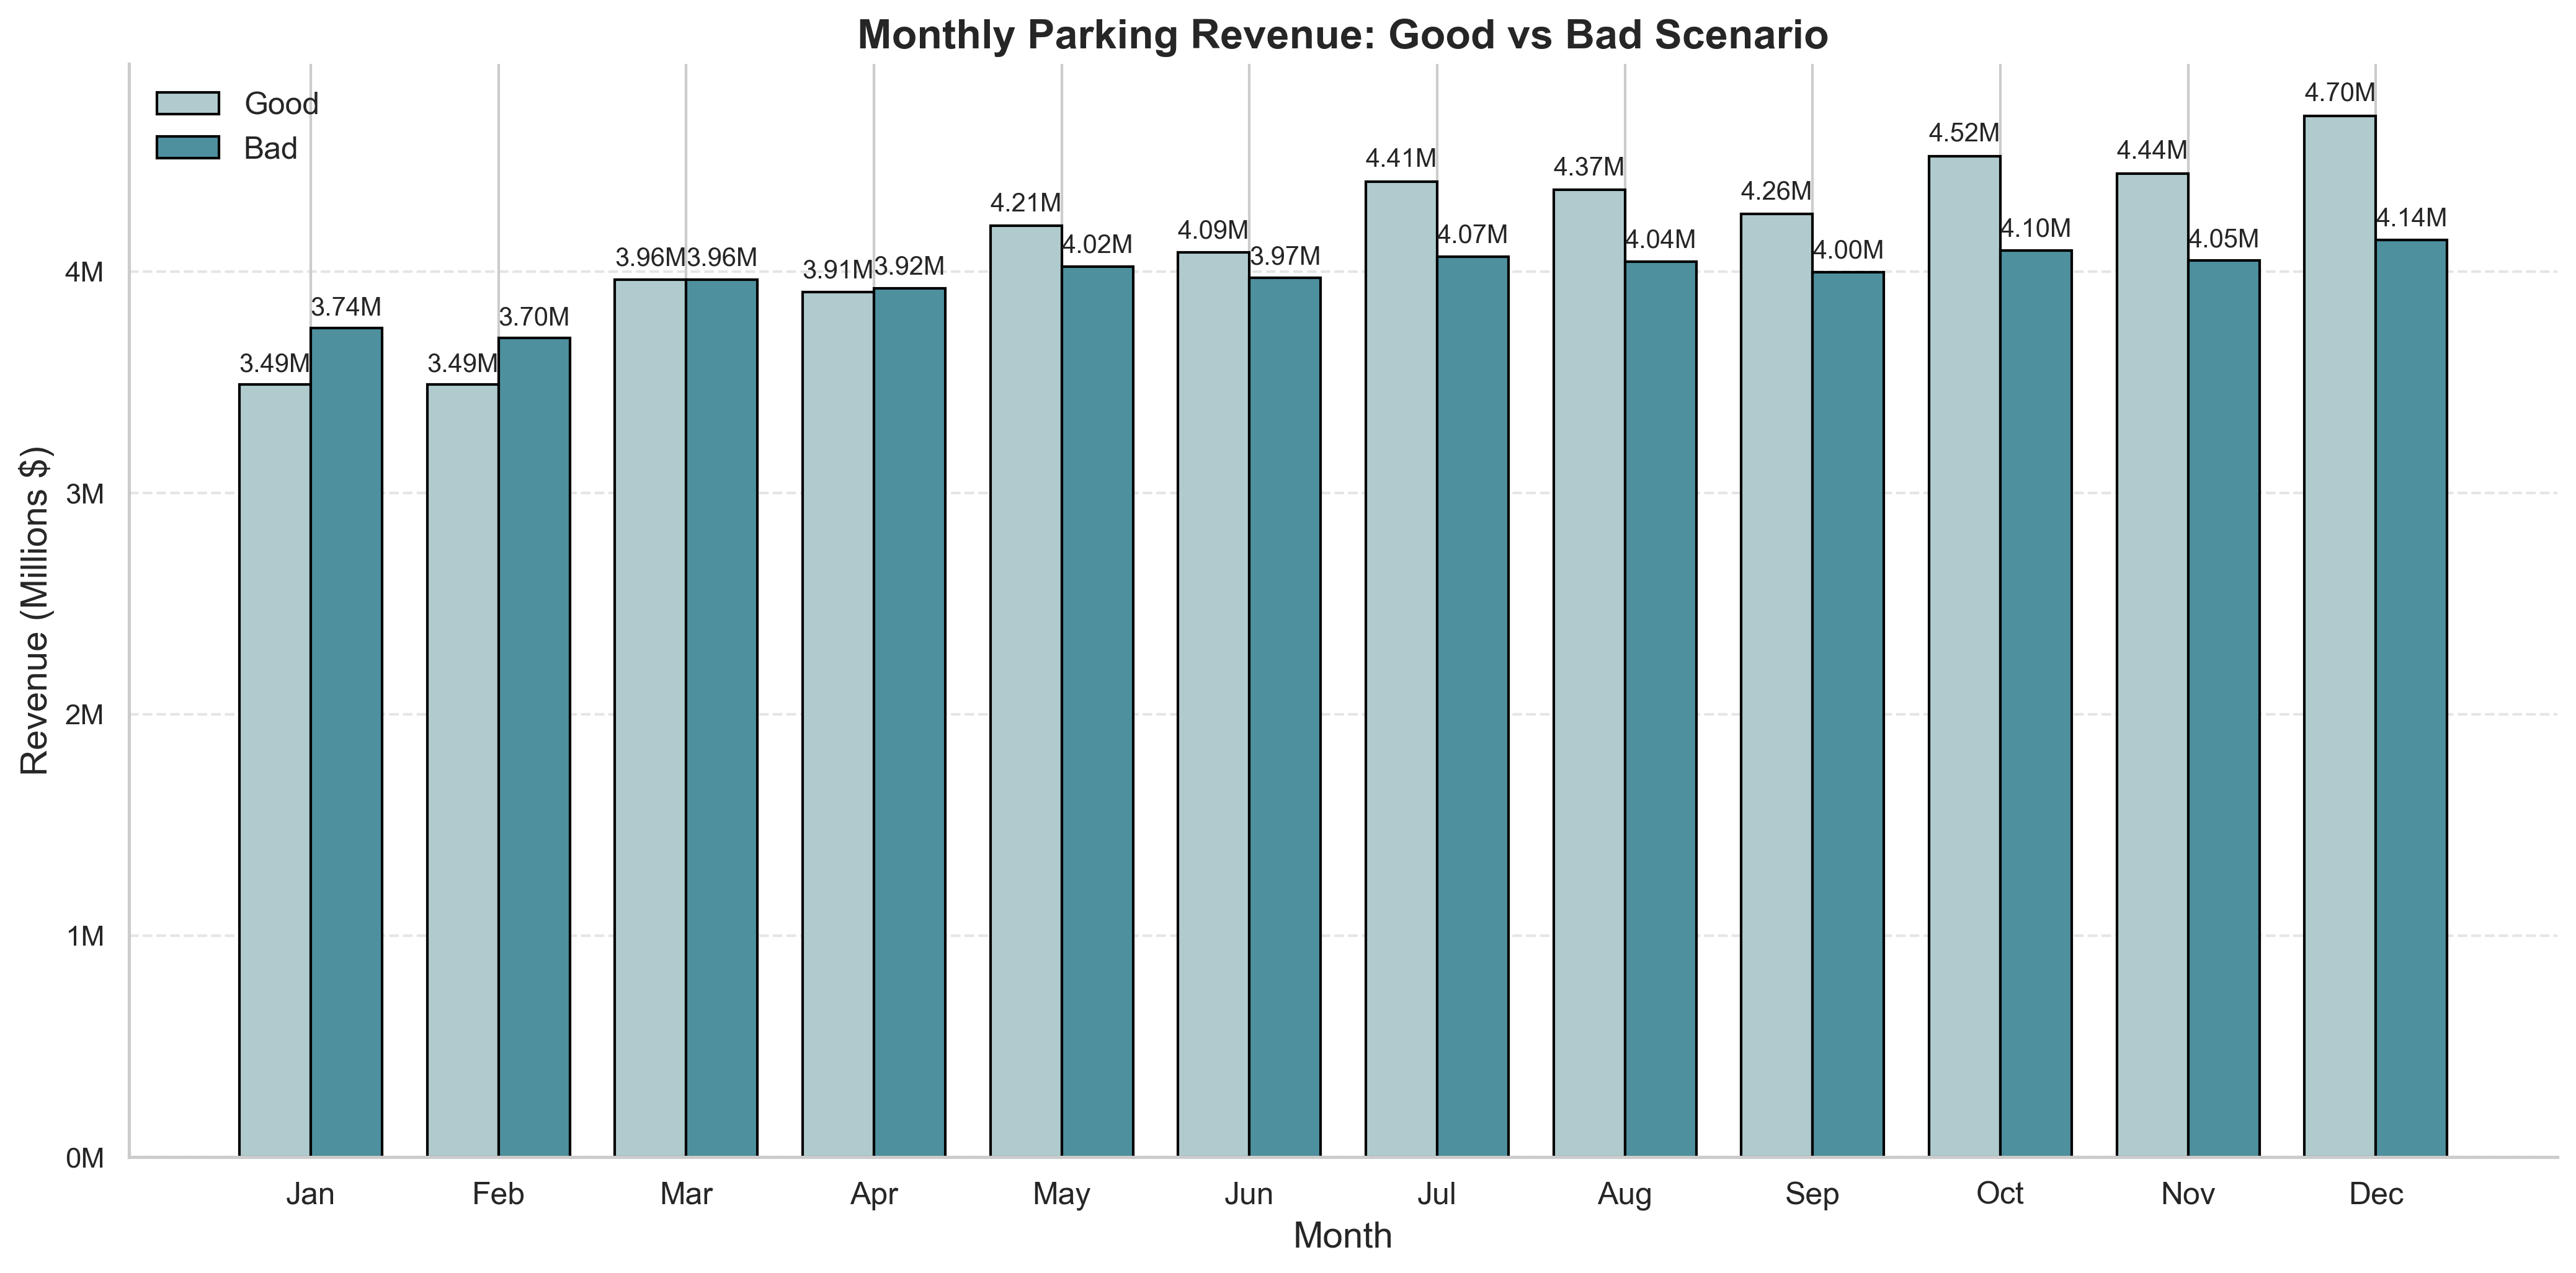 Monthly Parking Revenue: Good vs Bad Scenario
Good
Bad
Revenue (Millions $)
4M
3M
2M
1M
0M
3.49M 3.74M
3.49M 3.70M
3.96M 3.96M
3.91M 3.92M
4.21M 4.02M
4.09M 3.97M
4.41M 4.07M
4.37M 4.04M
4.26M 4.00M
4.52M 4.10M
4.44M 4.05M
4.70M 4.14M
Jan Feb Mar Apr May Jun Jul Aug Sep Oct Nov Dec
Month